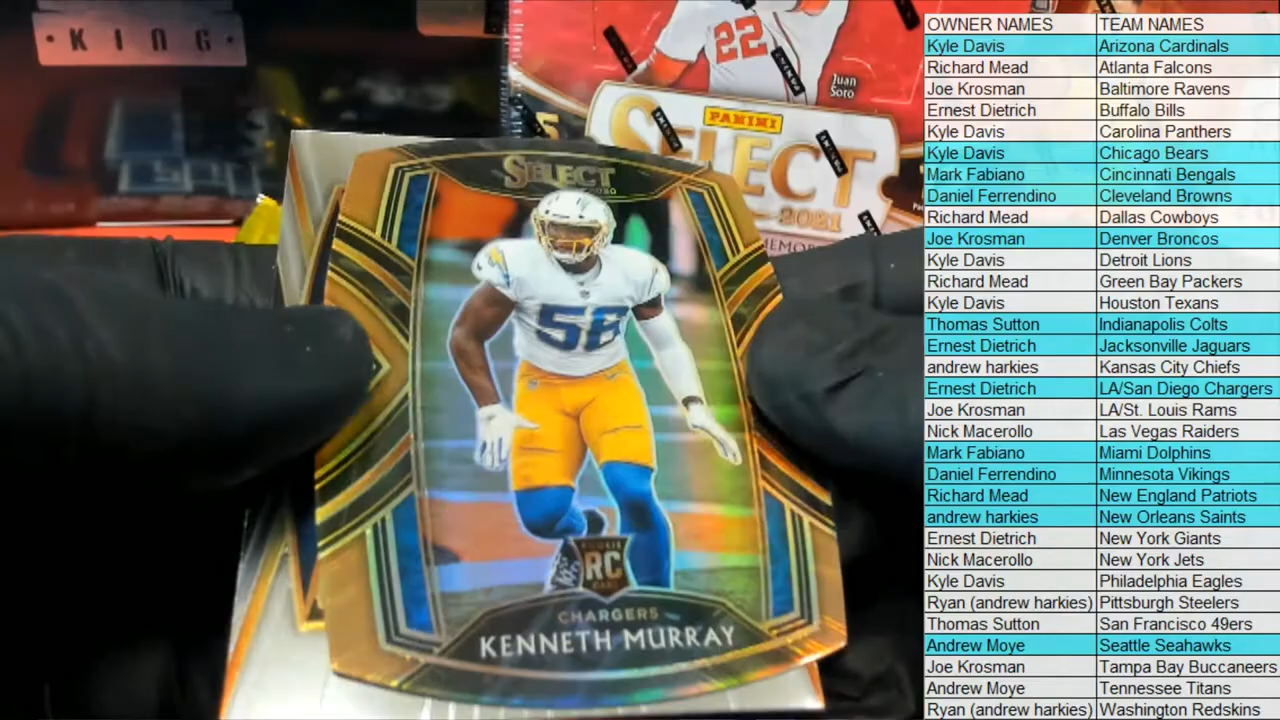 KING
22
Juan
Soto
PANINI
SELECT
2021
SELECT
2020
58
ROOKIE
RC
CHARGERS
KENNETH MURRAY
OWNER NAMES TEAM NAMES
Kyle Davis Arizona Cardinals
Richard Mead Atlanta Falcons
Joe Krosman Baltimore Ravens
Ernest Dietrich Buffalo Bills
Kyle Davis Carolina Panthers
Kyle Davis Chicago Bears
Mark Fabiano Cincinnati Bengals
Daniel Ferrendino Cleveland Browns
Richard Mead Dallas Cowboys
Joe Krosman Denver Broncos
Kyle Davis Detroit Lions
Richard Mead Green Bay Packers
Kyle Davis Houston Texans
Thomas Sutton Indianapolis Colts
Ernest Dietrich Jacksonville Jaguars
andrew harkies Kansas City Chiefs
Ernest Dietrich LA/San Diego Chargers
Joe Krosman LA/St. Louis Rams
Nick Macerollo Las Vegas Raiders
Mark Fabiano Miami Dolphins
Daniel Ferrendino Minnesota Vikings
Richard Mead New England Patriots
andrew harkies New Orleans Saints
Ernest Dietrich New York Giants
Nick Macerollo New York Jets
Kyle Davis Philadelphia Eagles
Ryan (andrew harkies) Pittsburgh Steelers
Thomas Sutton San Francisco 49ers
Andrew Moye Seattle Seahawks
Joe Krosman Tampa Bay Buccaneers
Andrew Moye Tennessee Titans
Ryan (andrew harkies) Washington Redskins